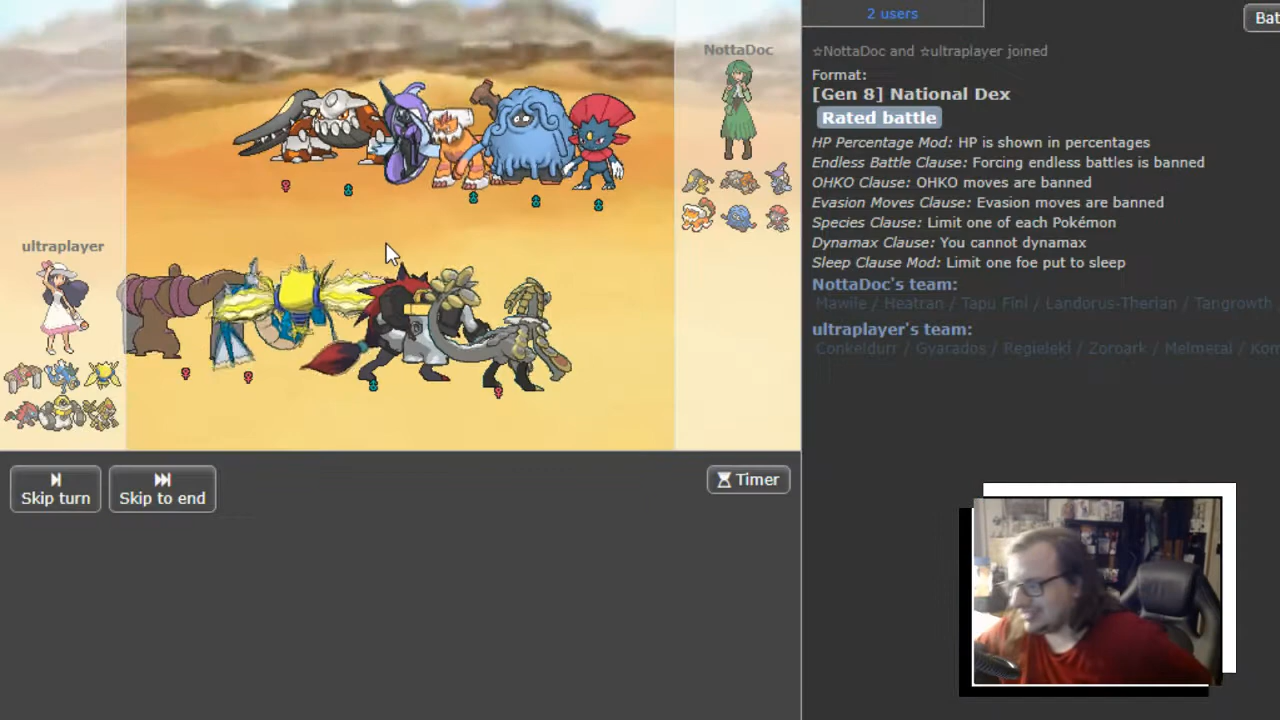 2 users
Bat
NottaDoc
☆NottaDoc and ☆ultraplayer joined
Format:
[Gen 8] National Dex
Rated battle
HP Percentage Mod: HP is shown in percentages
Endless Battle Clause: Forcing endless battles is banned
OHKO Clause: OHKO moves are banned
Evasion Moves Clause: Evasion moves are banned
Species Clause: Limit one of each Pokémon
Dynamax Clause: You cannot dynamax
Sleep Clause Mod: Limit one foe put to sleep
NottaDoc's team:
Mawile / Heatran / Tapu Fini / Landorus-Therian / Tangrowth
ultraplayer's team:
Conkeldurr / Gyarados / Regieleki / Zoroark / Melmetal / Kom
ultraplayer
Skip turn
Skip to end
Timer